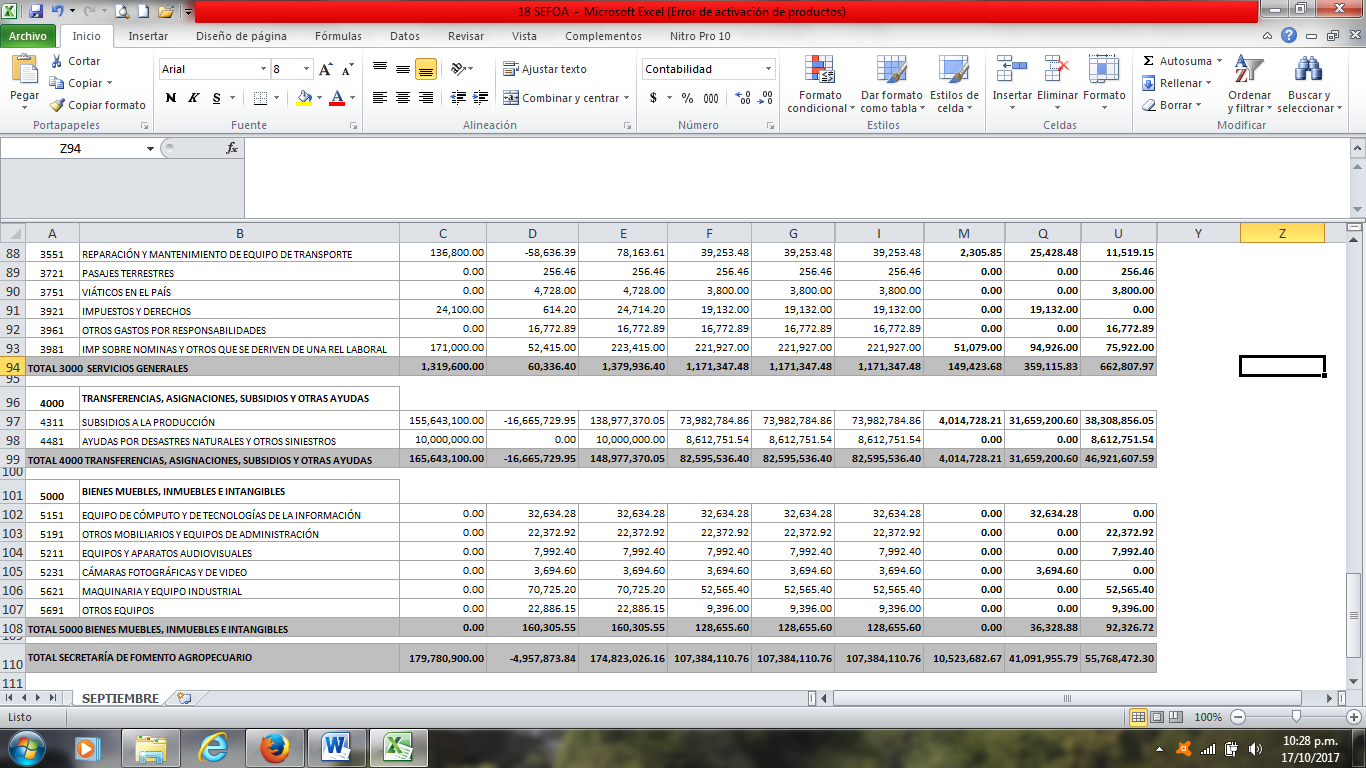 18 SEFOA - Microsoft Excel (Error de activación de productos)
Archivo Inicio Insertar Diseño de página Fórmulas Datos Revisar Vista Complementos Nitro Pro 10
Pegar Cortar Copiar Copiar formato
Arial 8
N K S
Ajustar texto
Combinar y centrar
Contabilidad
$ % 000
Formato condicional Dar formato como tabla Estilos de celda
Insertar Eliminar Formato
Σ Autosuma Rellenar Borrar
Ordenar y filtrar Buscar y seleccionar
Portapapeles Fuente Alineación Número Estilos Celdas Modificar
Z94 fx
A B C D E F G I M Q U Y Z
88 3551 REPARACIÓN Y MANTENIMIENTO DE EQUIPO DE TRANSPORTE 136,800.00 -58,636.39 78,163.61 39,253.48 39,253.48 39,253.48 2,305.85 25,428.48 11,519.15
89 3721 PASAJES TERRESTRES 0.00 256.46 256.46 256.46 256.46 256.46 0.00 0.00 256.46
90 3751 VIÁTICOS EN EL PAÍS 0.00 4,728.00 4,728.00 3,800.00 3,800.00 3,800.00 0.00 0.00 3,800.00
91 3921 IMPUESTOS Y DERECHOS 24,100.00 614.20 24,714.20 19,132.00 19,132.00 19,132.00 0.00 19,132.00 0.00
92 3961 OTROS GASTOS POR RESPONSABILIDADES 0.00 16,772.89 16,772.89 16,772.89 16,772.89 16,772.89 0.00 0.00 16,772.89
93 3981 IMP SOBRE NOMINAS Y OTROS QUE SE DERIVEN DE UNA REL LABORAL 171,000.00 52,415.00 223,415.00 221,927.00 221,927.00 221,927.00 51,079.00 94,926.00 75,922.00
94 TOTAL 3000 SERVICIOS GENERALES 1,319,600.00 60,336.40 1,379,936.40 1,171,347.48 1,171,347.48 1,171,347.48 149,423.68 359,115.83 662,807.97
95
96 4000 TRANSFERENCIAS, ASIGNACIONES, SUBSIDIOS Y OTRAS AYUDAS
97 4311 SUBSIDIOS A LA PRODUCCIÓN 155,643,100.00 -16,665,729.95 138,977,370.05 73,982,784.86 73,982,784.86 73,982,784.86 4,014,728.21 31,659,200.60 38,308,856.05
98 4481 AYUDAS POR DESASTRES NATURALES Y OTROS SINIESTROS 10,000,000.00 0.00 10,000,000.00 8,612,751.54 8,612,751.54 8,612,751.54 0.00 0.00 8,612,751.54
99 TOTAL 4000 TRANSFERENCIAS, ASIGNACIONES, SUBSIDIOS Y OTRAS AYUDAS 165,643,100.00 -16,665,729.95 148,977,370.05 82,595,536.40 82,595,536.40 82,595,536.40 4,014,728.21 31,659,200.60 46,921,607.59
100
101 5000 BIENES MUEBLES, INMUEBLES E INTANGIBLES
102 5151 EQUIPO DE CÓMPUTO Y DE TECNOLOGÍAS DE LA INFORMACIÓN 0.00 32,634.28 32,634.28 32,634.28 32,634.28 32,634.28 0.00 32,634.28 0.00
103 5191 OTROS MOBILIARIOS Y EQUIPOS DE ADMINISTRACIÓN 0.00 22,372.92 22,372.92 22,372.92 22,372.92 22,372.92 0.00 0.00 22,372.92
104 5211 EQUIPOS Y APARATOS AUDIOVISUALES 0.00 7,992.40 7,992.40 7,992.40 7,992.40 7,992.40 0.00 0.00 7,992.40
105 5231 CÁMARAS FOTOGRÁFICAS Y DE VIDEO 0.00 3,694.60 3,694.60 3,694.60 3,694.60 3,694.60 0.00 3,694.60 0.00
106 5621 MAQUINARIA Y EQUIPO INDUSTRIAL 0.00 70,725.20 70,725.20 52,565.40 52,565.40 52,565.40 0.00 0.00 52,565.40
107 5691 OTROS EQUIPOS 0.00 22,886.15 22,886.15 9,396.00 9,396.00 9,396.00 0.00 0.00 9,396.00
108 TOTAL 5000 BIENES MUEBLES, INMUEBLES E INTANGIBLES 0.00 160,305.55 160,305.55 128,655.60 128,655.60 128,655.60 0.00 36,328.88 92,326.72
109
110 TOTAL SECRETARÍA DE FOMENTO AGROPECUARIO 179,780,900.00 -4,957,873.84 174,823,026.16 107,384,110.76 107,384,110.76 107,384,110.76 10,523,682.67 41,091,955.79 55,768,472.30
111
SEPTIEMBRE
Listo 100%
10:28 p.m.
17/10/2017